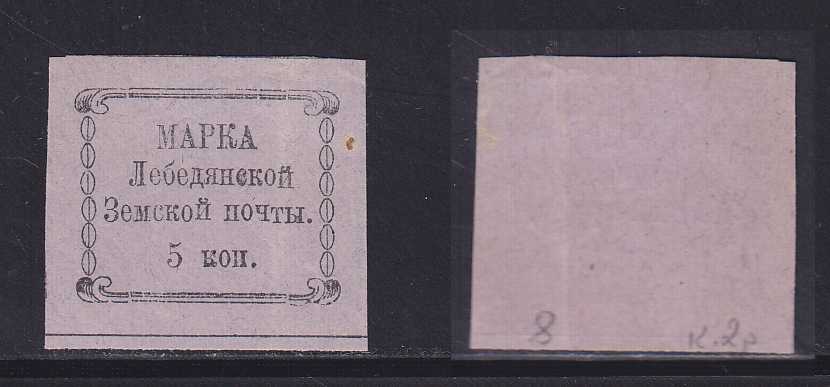 МАРКА
Лебедянской
Земской почты.
5 коп.
8
к.2р